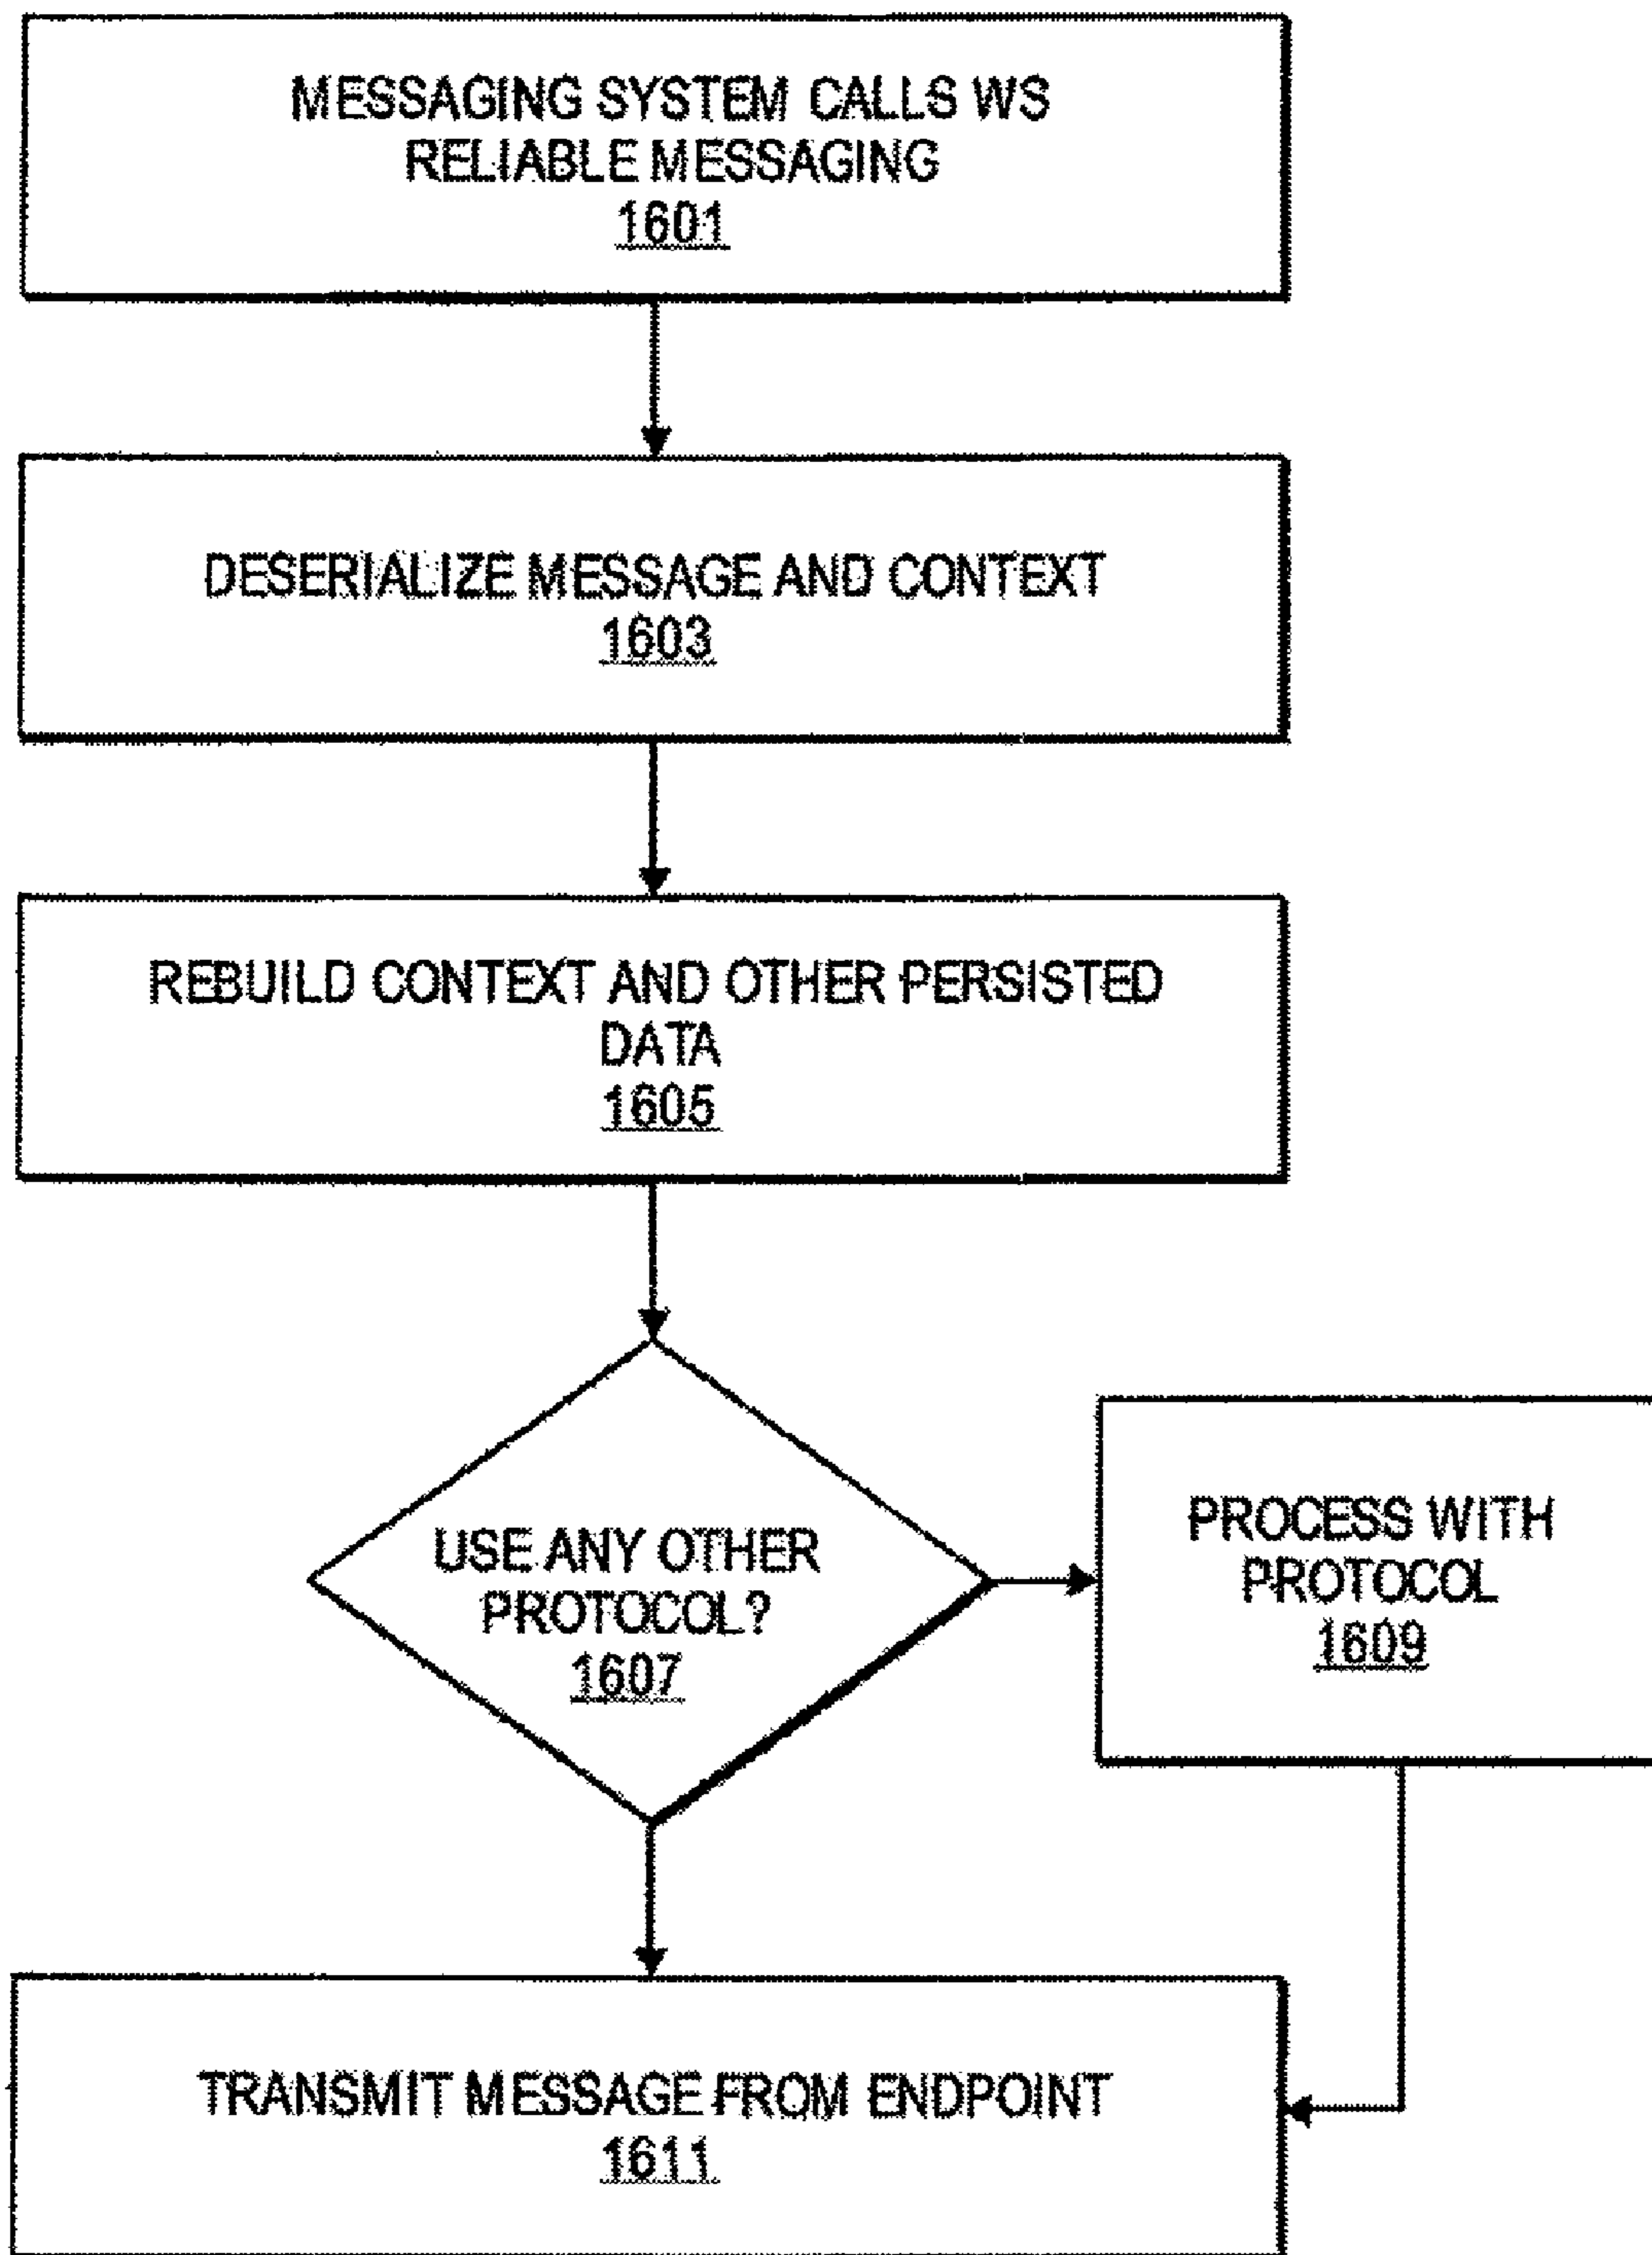 MESSAGING SYSTEM CALLS WS
RELIABLE MESSAGING
1601
DESERIALIZE MESSAGE AND CONTEXT
1603
REBUILD CONTEXT AND OTHER PERSISTED
DATA
1605
USE ANY OTHER
PROTOCOL?
1607
PROCESS WITH
PROTOCOL
1609
TRANSMIT MESSAGE FROM ENDPOINT
1611